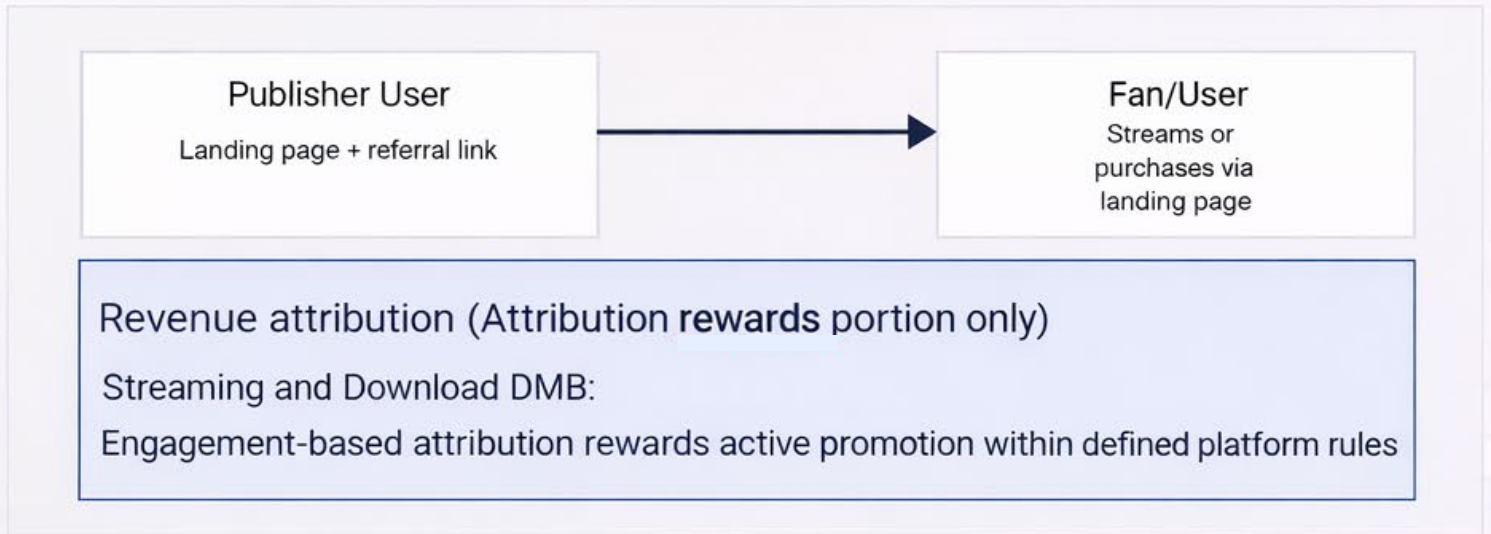 Publisher User
Landing page + referral link
Fan/User
Streams or
purchases via
landing page
Revenue attribution (Attribution rewards portion only)
Streaming and Download DMB:
Engagement-based attribution rewards active promotion within defined platform rules